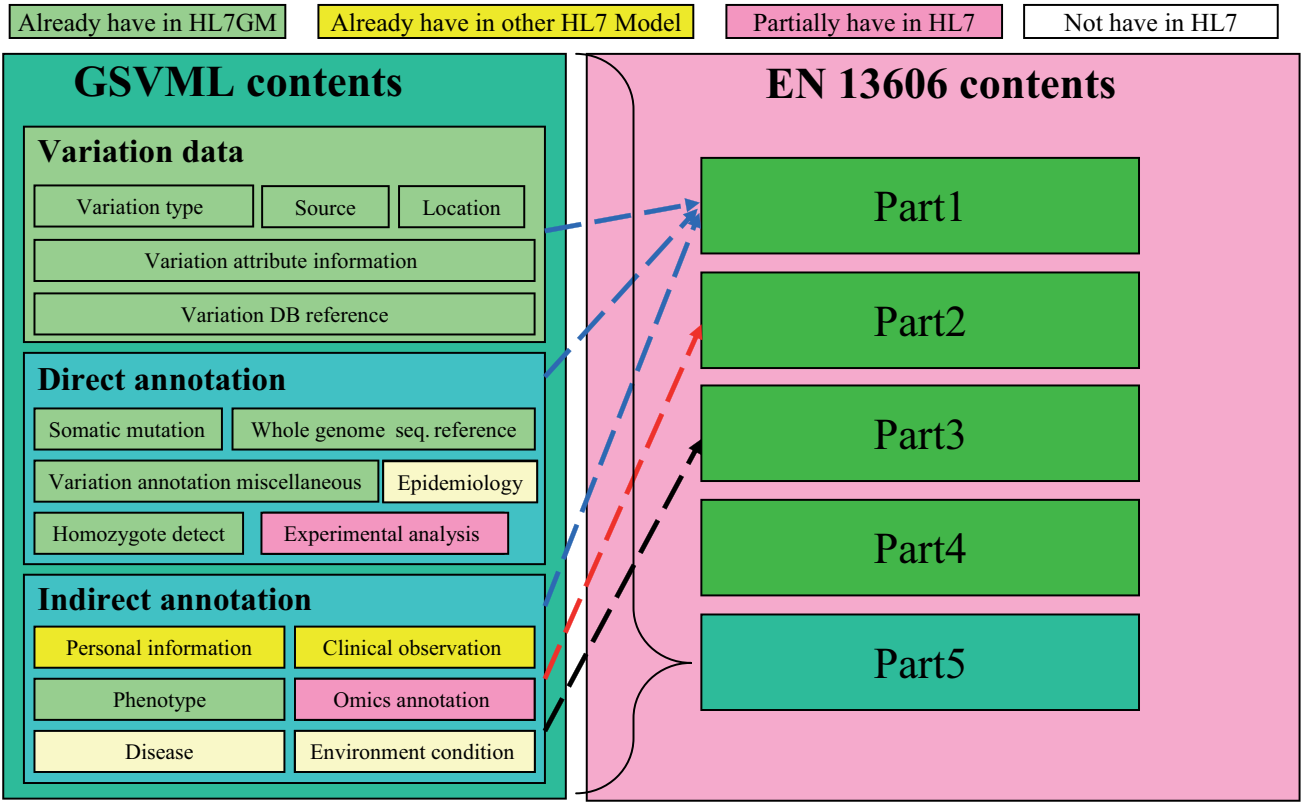 Already have in HL7GM
Already have in other HL7 Model
Partially have in HL7
Not have in HL7
GSVML contents
Variation data
Variation type
Source
Location
Variation attribute information
Variation DB reference
Direct annotation
Somatic mutation
Whole genome seq. reference
Variation annotation miscellaneous
Epidemiology
Homozygote detect
Experimental analysis
Indirect annotation
Personal information
Clinical observation
Phenotype
Omics annotation
Disease
Environment condition
EN 13606 contents
Part1
Part2
Part3
Part4
Part5